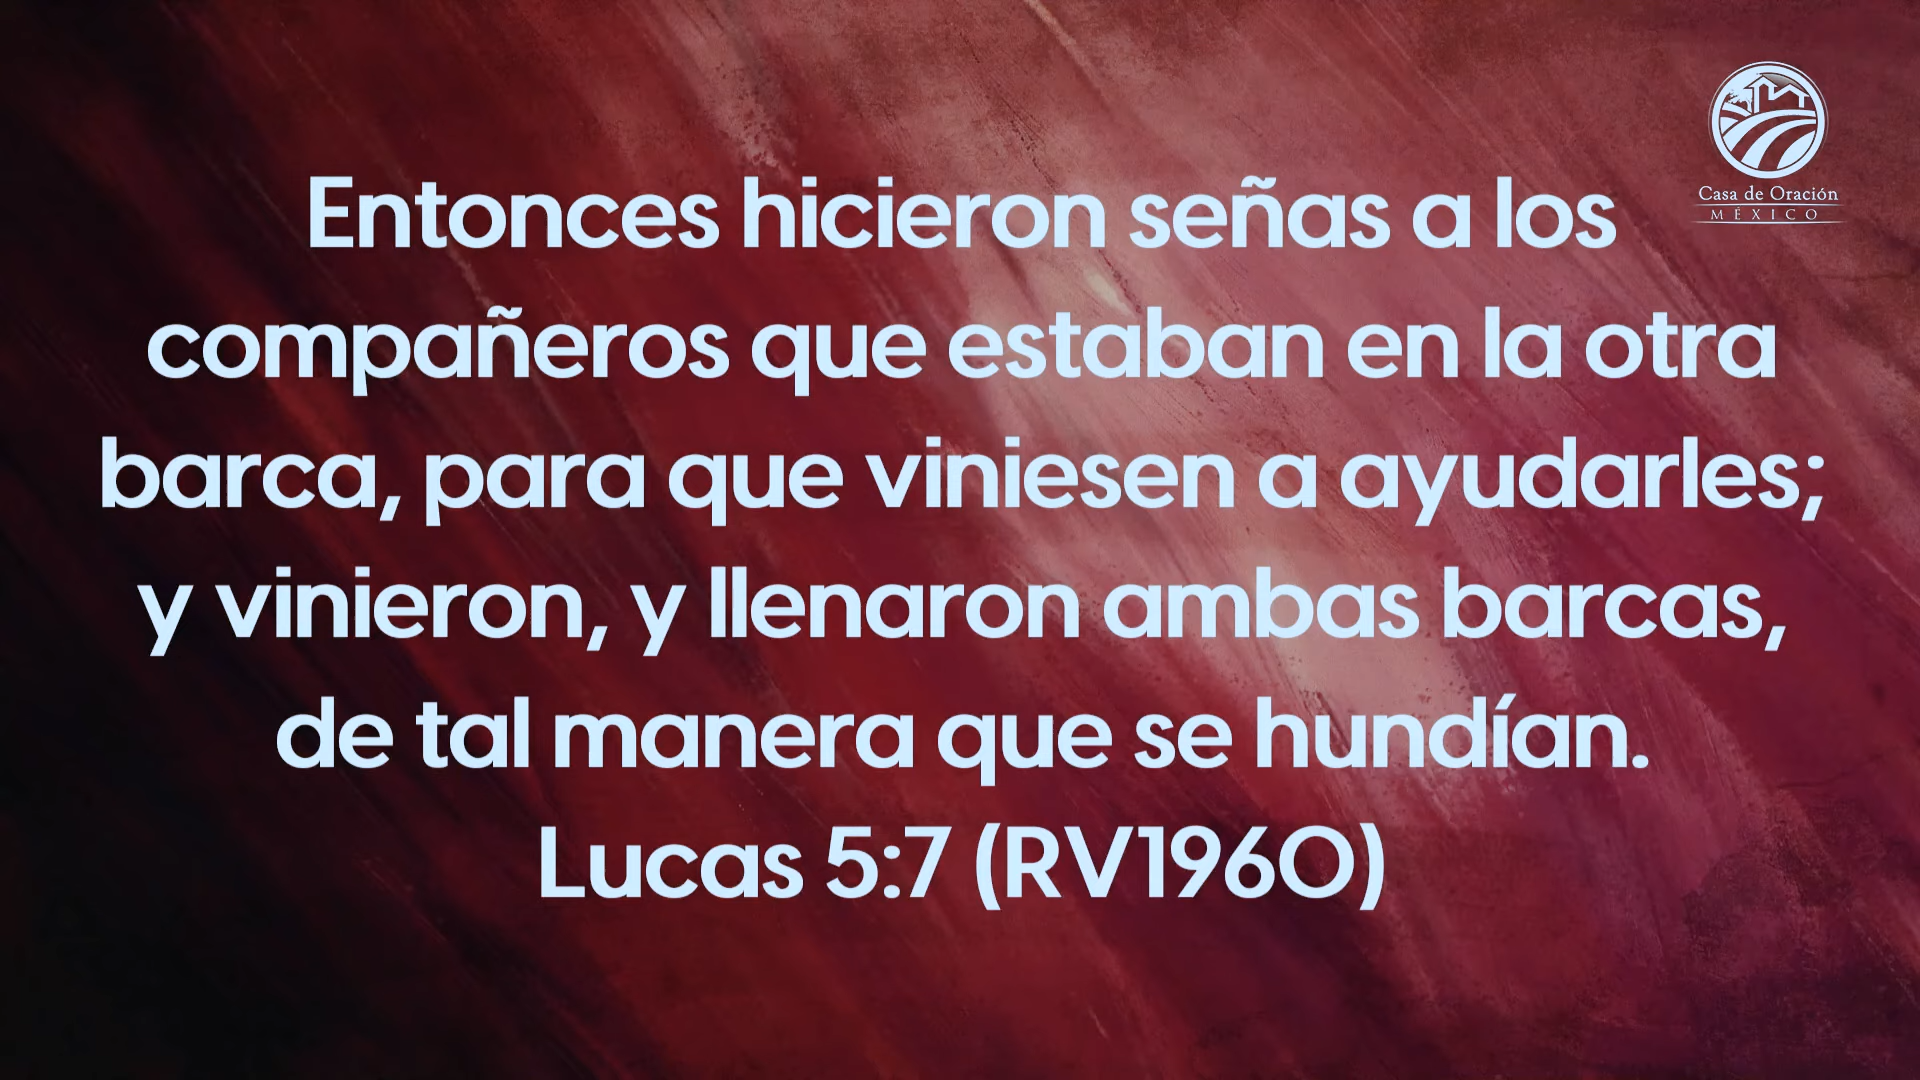 Casa de Oración
MÉXICO
Entonces hicieron señas a los
compañeros que estaban en la otra
barca, para que viniesen a ayudarles;
y vinieron, y llenaron ambas barcas,
de tal manera que se hundían.
Lucas 5:7 (RV1960)